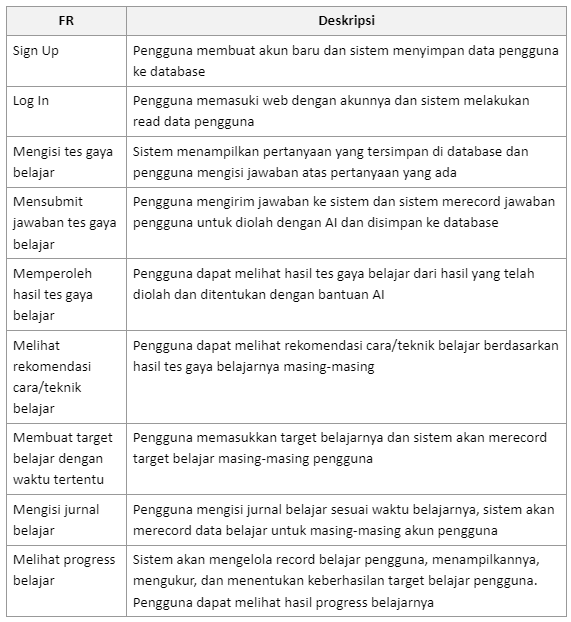 FR
Deskripsi
Sign Up
Pengguna membuat akun baru dan sistem menyimpan data pengguna
ke database
Log In
Pengguna memasuki web dengan akunnya dan sistem melakukan
read data pengguna
Mengisi tes gaya
belajar
Sistem menampilkan pertanyaan yang tersimpan di database dan
pengguna mengisi jawaban atas pertanyaan yang ada
Mensubmit
jawaban tes gaya
belajar
Pengguna mengirim jawaban ke sistem dan sistem merecord jawaban
pengguna untuk diolah dengan AI dan disimpan ke database
Memperoleh
hasil tes gaya
belajar
Pengguna dapat melihat hasil tes gaya belajar dari hasil yang telah
diolah dan ditentukan dengan bantuan AI
Melihat
rekomendasi
cara/teknik
belajar
Pengguna dapat melihat rekomendasi cara/teknik belajar berdasarkan
hasil tes gaya belajarnya masing-masing
Membuat target
belajar dengan
waktu tertentu
Pengguna memasukkan target belajarnya dan sistem akan merecord
target belajar masing-masing pengguna
Mengisi jurnal
belajar
Pengguna mengisi jurnal belajar sesuai waktu belajarnya, sistem akan
merecord data belajar untuk masing-masing akun pengguna
Melihat progress
belajar
Sistem akan mengelola record belajar pengguna, menampilkannya,
mengukur, dan menentukan keberhasilan target belajar pengguna.
Pengguna dapat melihat hasil progress belajarnya